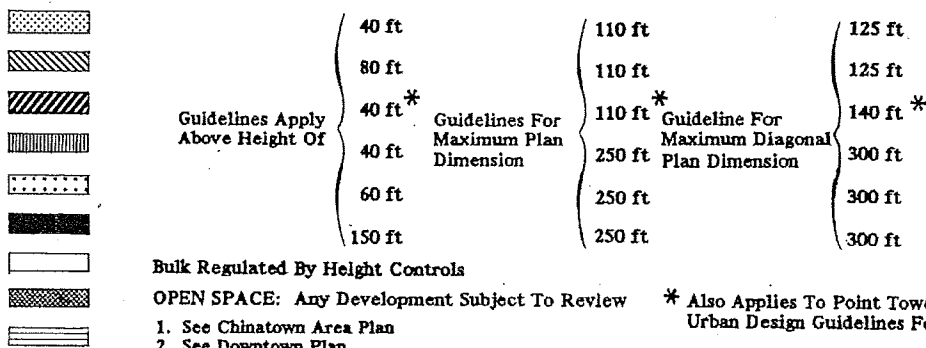 40 ft 110 ft 125 ft
80 ft 110 ft 125 ft
40 ft * 110 ft * 140 ft *
Guidelines Apply Guidelines For Guideline For
Above Height Of Maximum Plan Maximum Diagonal
Dimension Plan Dimension
40 ft 250 ft 300 ft
60 ft 250 ft 300 ft
150 ft 250 ft 300 ft
Bulk Regulated By Height Controls
OPEN SPACE: Any Development Subject To Review * Also Applies To Point
Urban Design Guidelines
1. See Chinatown Area Plan
2. See Downtown Plan